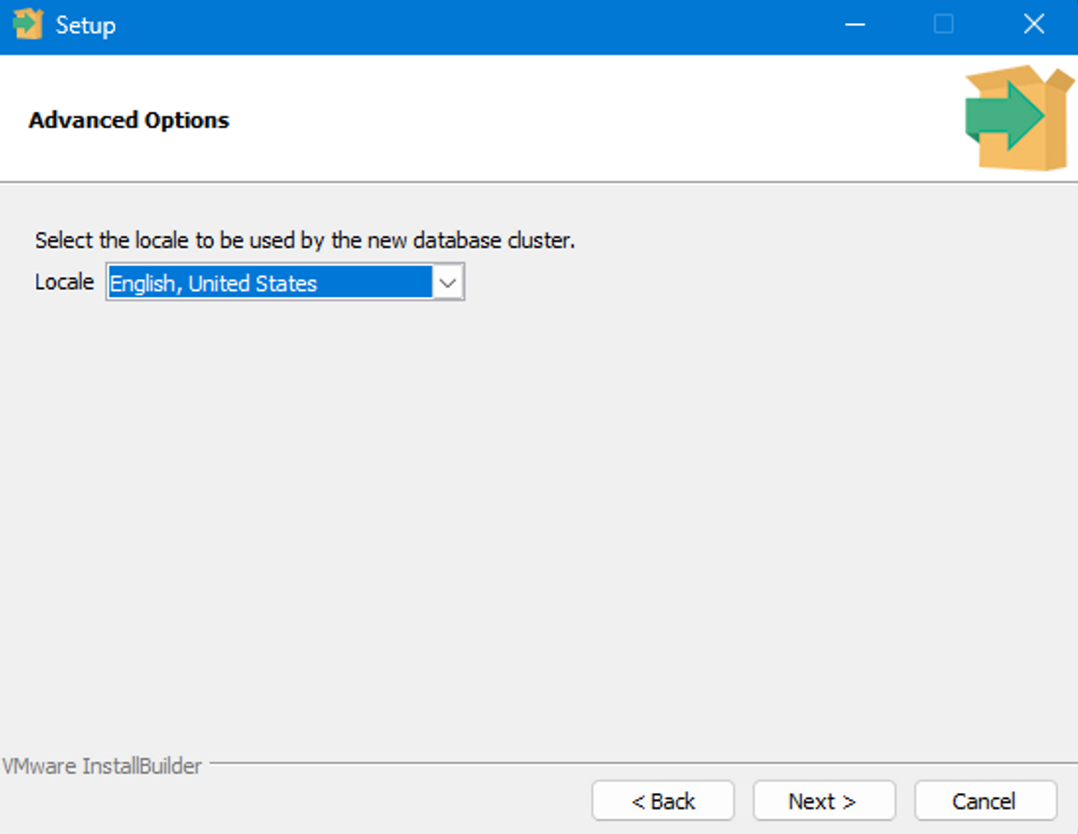 Setup
Advanced Options
Select the locale to be used by the new database cluster.
Locale English, United States
VMware InstallBuilder
< Back Next > Cancel